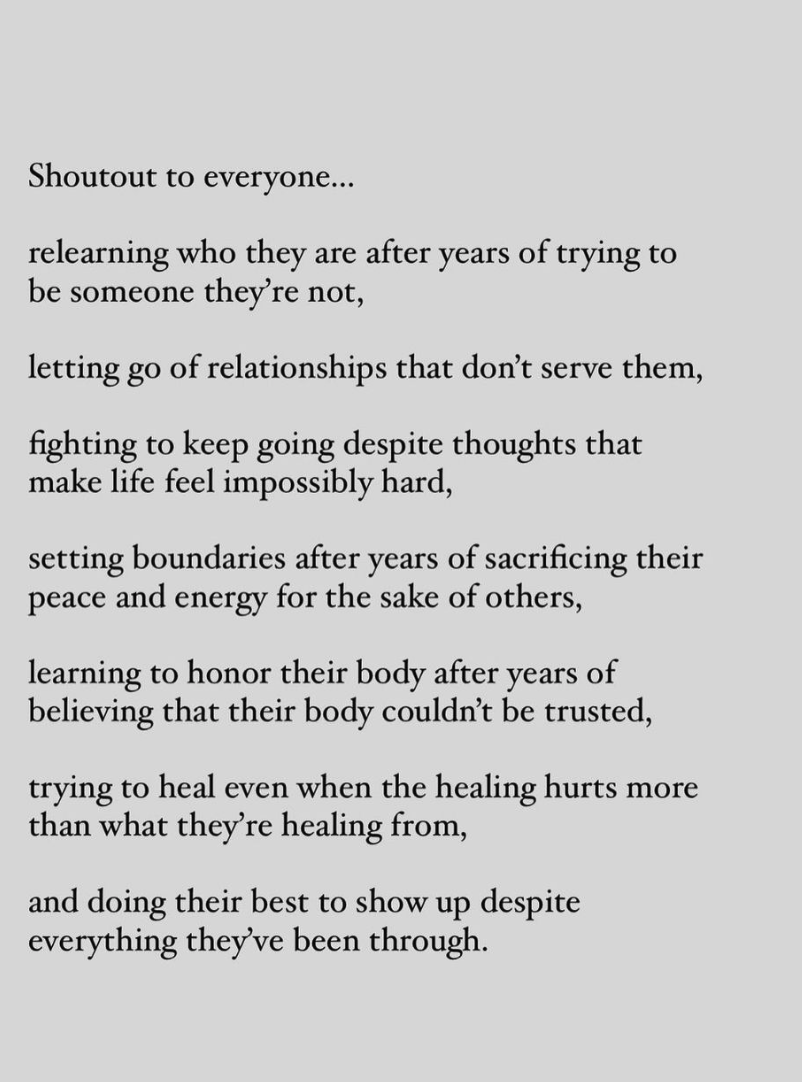 Shoutout to everyone...
relearning who they are after years of trying to
be someone they’re not,
letting go of relationships that don’t serve them,
fighting to keep going despite thoughts that
make life feel impossibly hard,
setting boundaries after years of sacrificing their
peace and energy for the sake of others,
learning to honor their body after years of
believing that their body couldn’t be trusted,
trying to heal even when the healing hurts more
than what they’re healing from,
and doing their best to show up despite
everything they’ve been through.